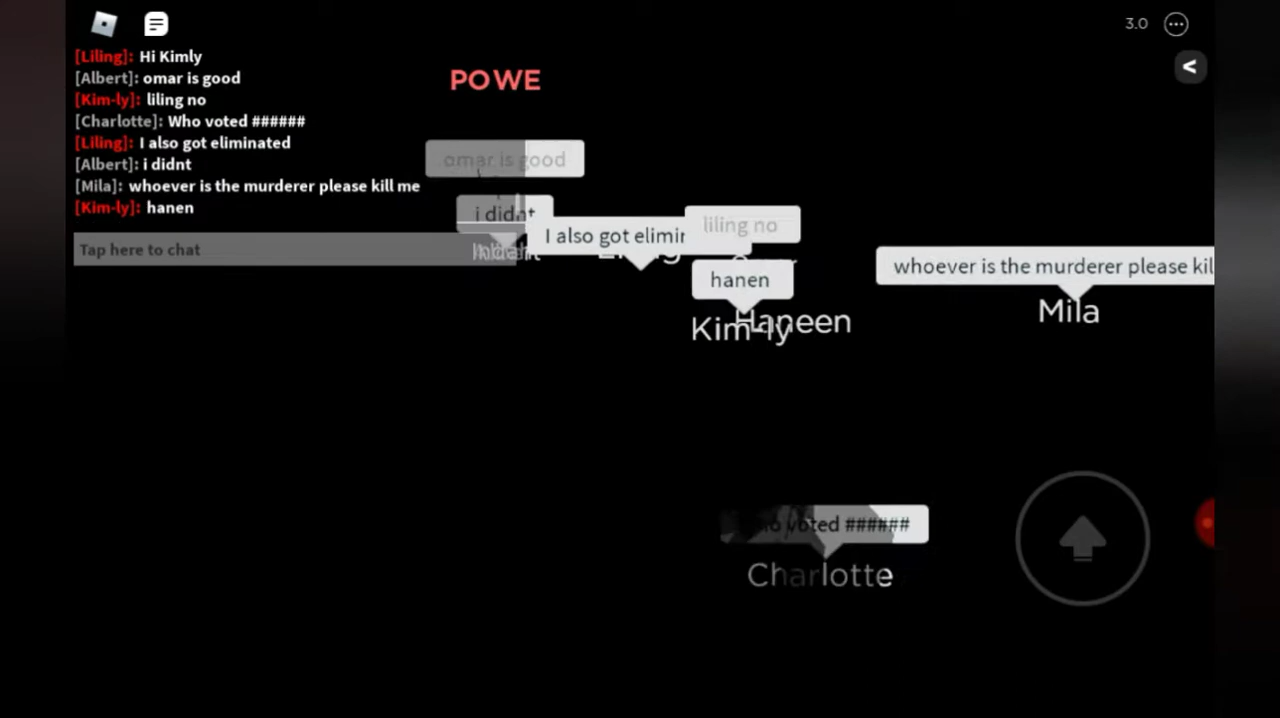 3.0
[Liling]: Hi Kimly
[Albert]: omar is good
[Kim-ly]: liling no
[Charlotte]: Who voted ######
[Liling]: I also got eliminated
[Albert]: i didnt
[Mila]: whoever is the murderer please kill me
[Kim-ly]: hanen
Tap here to chat
POWE
omar is good
i didnt
I also got elimin
liling no
hanen
Kim-ly
Haneen
whoever is the murderer please kil
Mila
voted ######
Charlotte